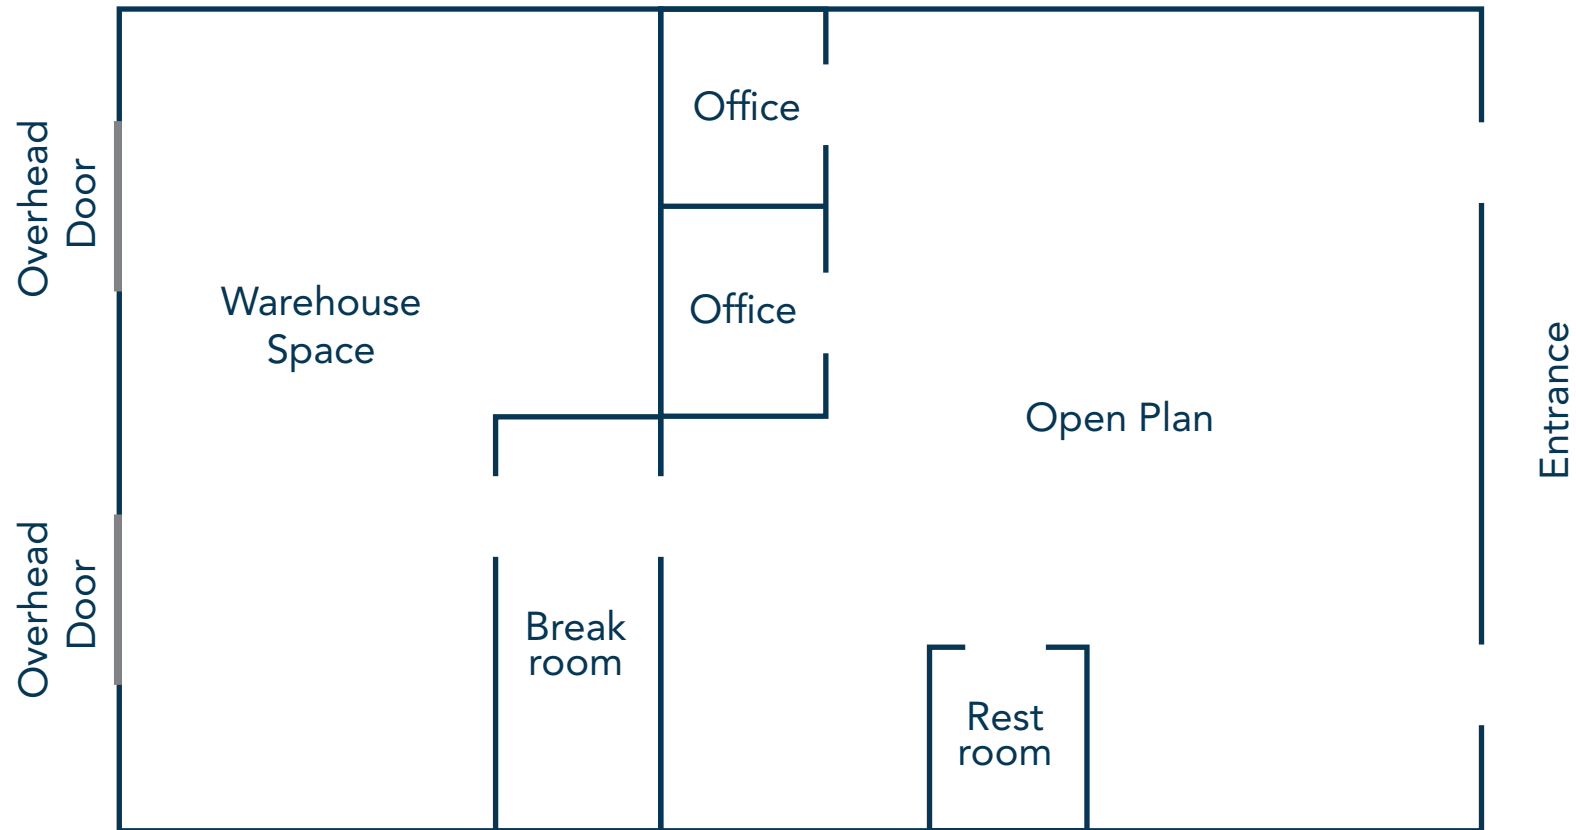 Overhead
Door
Office
Warehouse
Space
Office
Open Plan
Entrance
Overhead
Door
Break
room
Rest
room